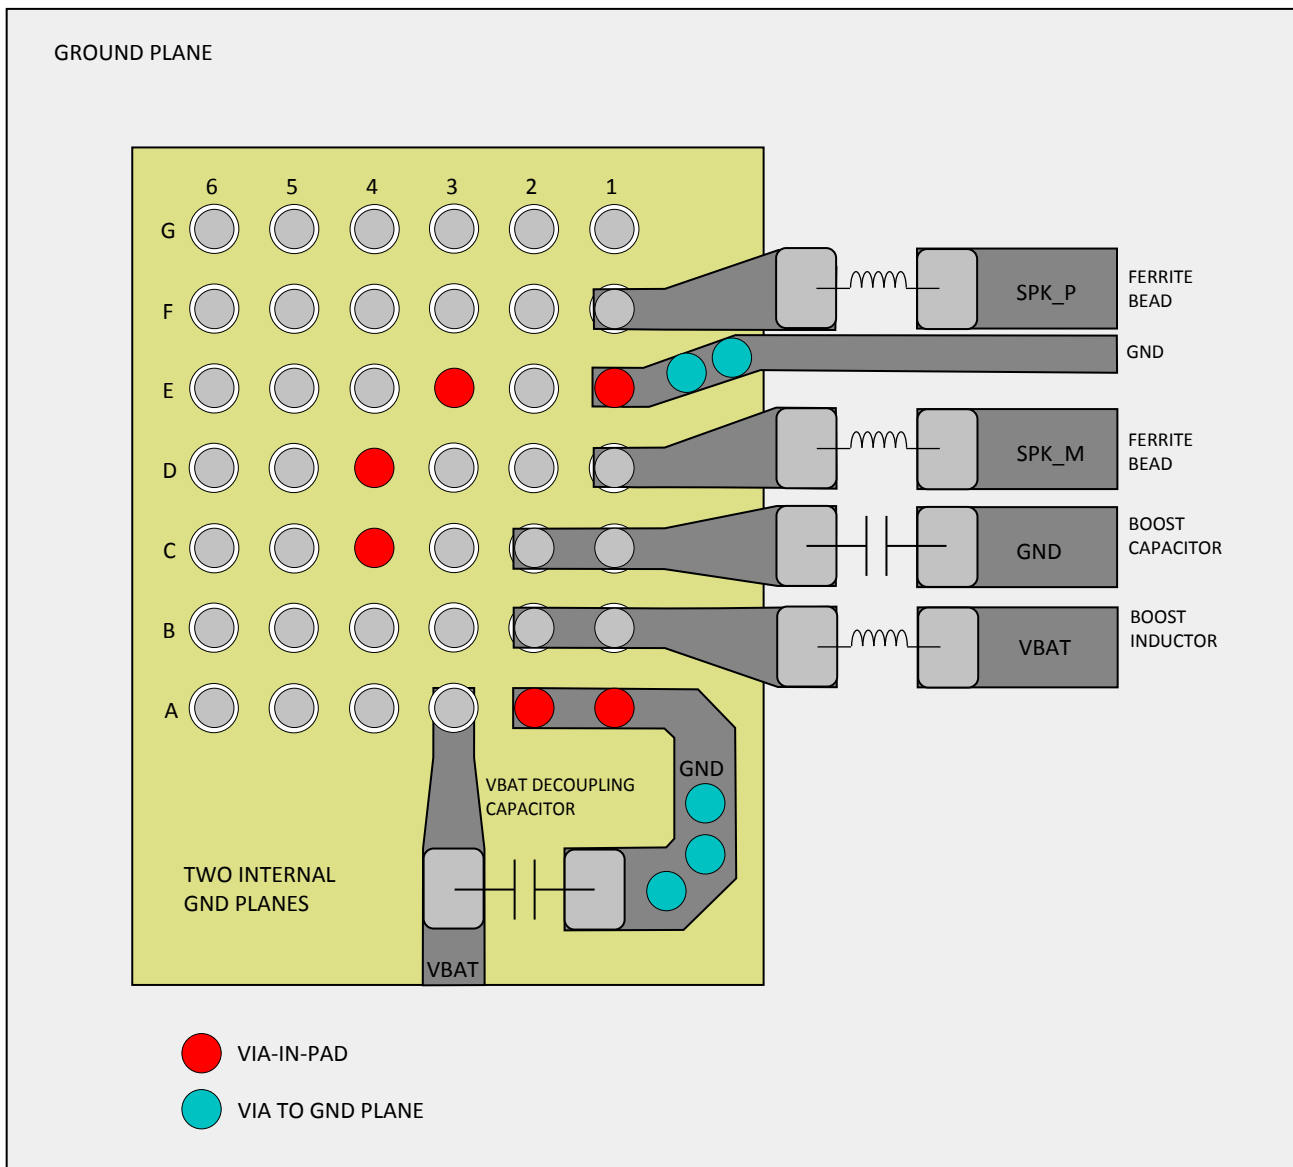 GROUND PLANE
6 5 4 3 2 1
G
F
E
D
C
B
A
SPK_P
FERRITE
BEAD
GND
SPK_M
FERRITE
BEAD
GND
BOOST
CAPACITOR
VBAT
BOOST
INDUCTOR
GND
VBAT DECOUPLING
CAPACITOR
TWO INTERNAL
GND PLANES
VBAT
VIA-IN-PAD
VIA TO GND PLANE